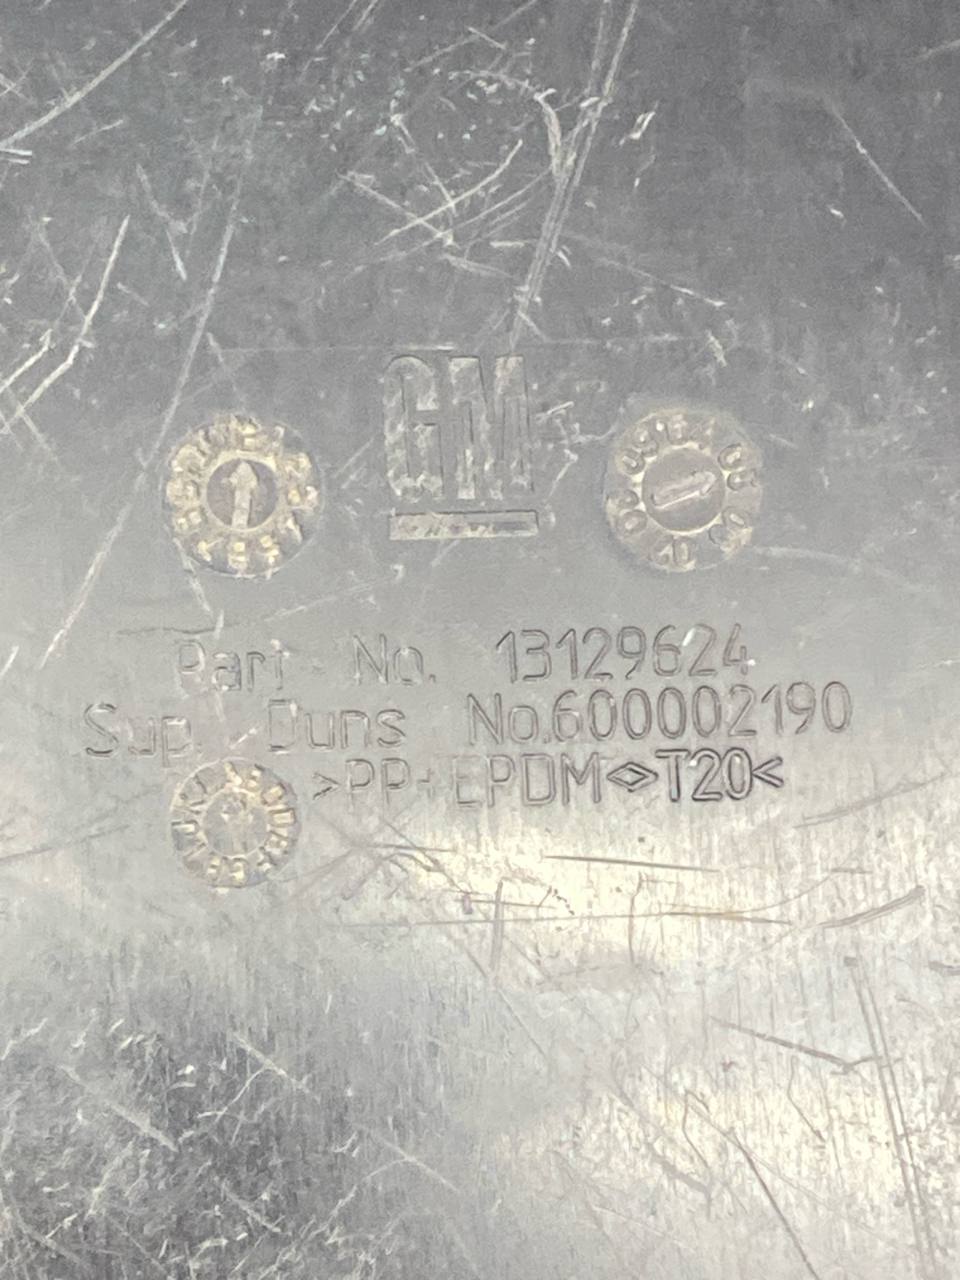 GM
Part No. 13129624
Sup. Duns No.600002190
>PP+EPDM<>T20<